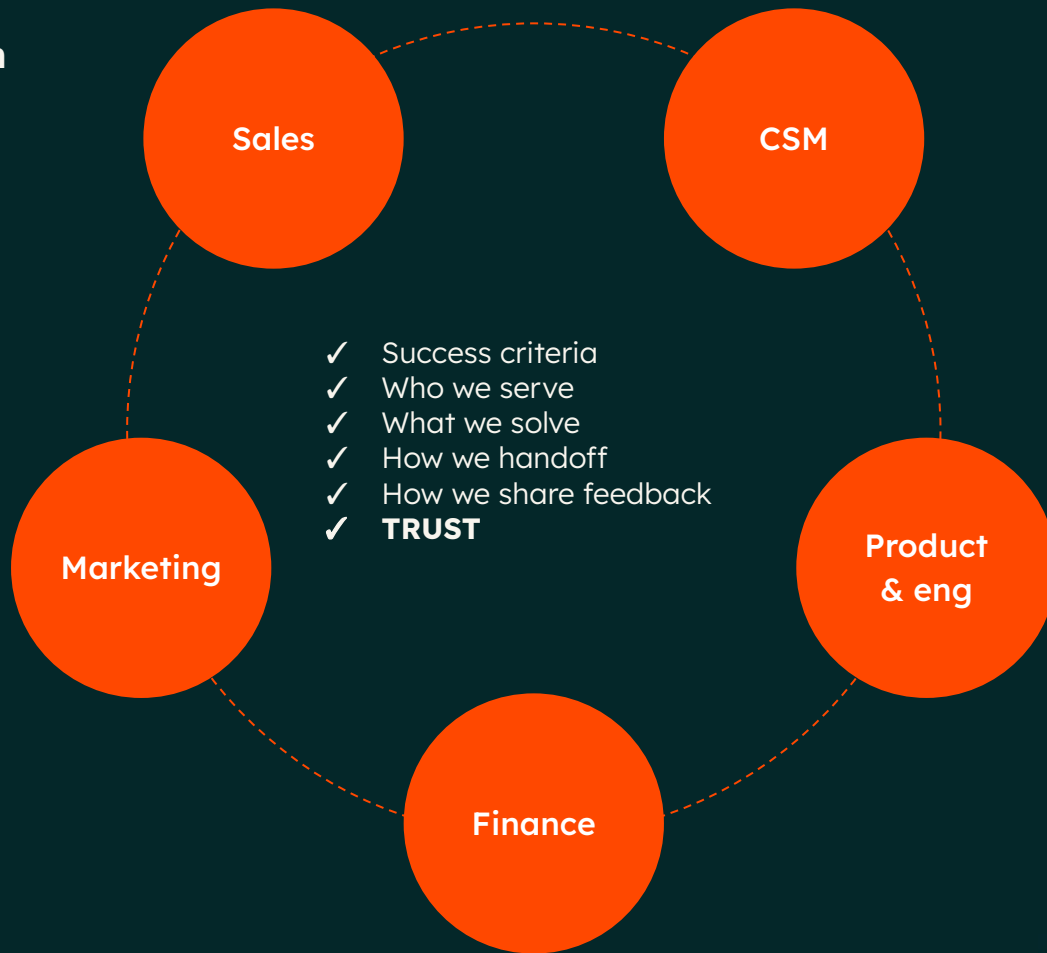 Sales
CSM
✓ Success criteria
✓ Who we serve
✓ What we solve
✓ How we handoff
✓ How we share feedback
✓ TRUST
Marketing
Product
& eng
Finance